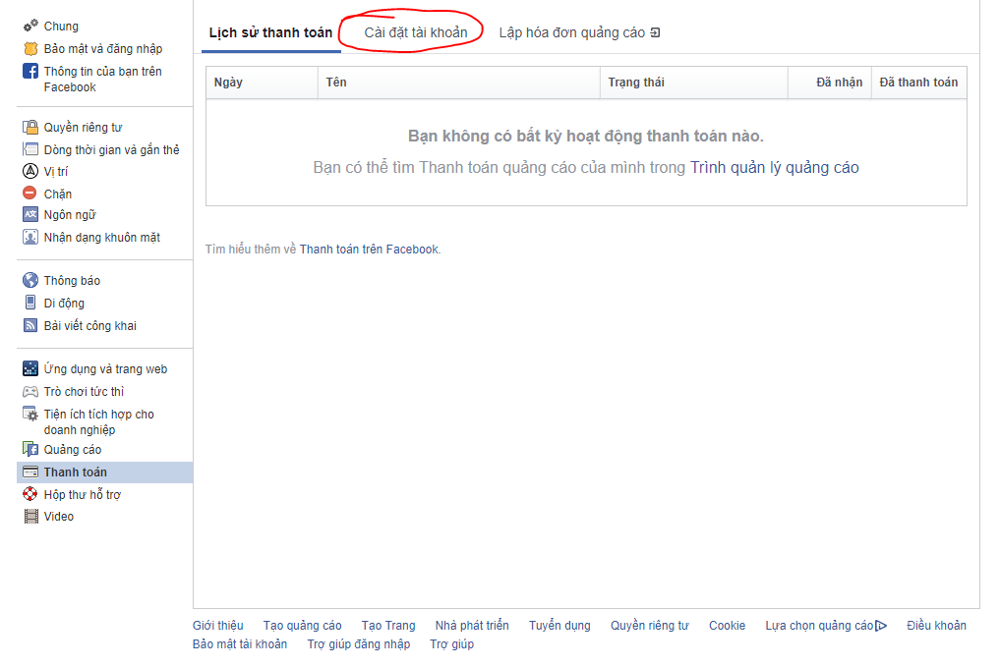 Chung
Bảo mật và đăng nhập
Thông tin của bạn trên
Facebook
Quyền riêng tư
Dòng thời gian và gắn thẻ
Vị trí
Chặn
Ngôn ngữ
Nhận dạng khuôn mặt
Thông báo
Di động
Bài viết công khai
Ứng dụng và trang web
Trò chơi tức thì
Tiện ích tích hợp cho
doanh nghiệp
Quảng cáo
Thanh toán
Hộp thư hỗ trợ
Video
Lịch sử thanh toán Cài đặt tài khoản Lập hóa đơn quảng cáo
Ngày Tên Trạng thái Đã nhận Đã thanh toán
Bạn không có bất kỳ hoạt động thanh toán nào.
Bạn có thể tìm Thanh toán quảng cáo của mình trong Trình quản lý quảng cáo
Tìm hiểu thêm về Thanh toán trên Facebook.
Giới thiệu Tạo quảng cáo Tạo Trang Nhà phát triển Tuyển dụng Quyền riêng tư Cookie Lựa chọn quảng cáo Điều khoản
Bảo mật tài khoản Trợ giúp đăng nhập Trợ giúp